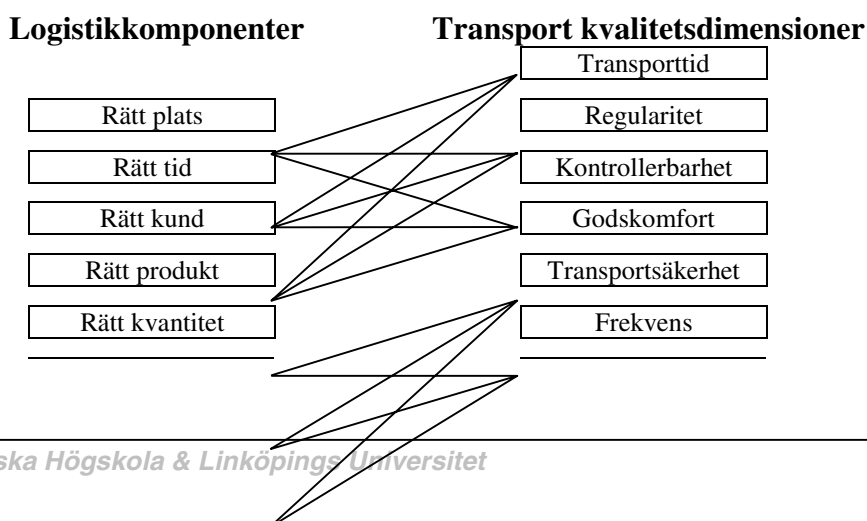 Logistikkomponenter
Rätt plats
Rätt tid
Rätt kund
Rätt produkt
Rätt kvantitet
Transport kvalitetsdimensioner
Transporttid
Regularitet
Kontrollerbarhet
Godskomfort
Transportsäkerhet
Frekvens
ska Högskola & Linköpings Universitet